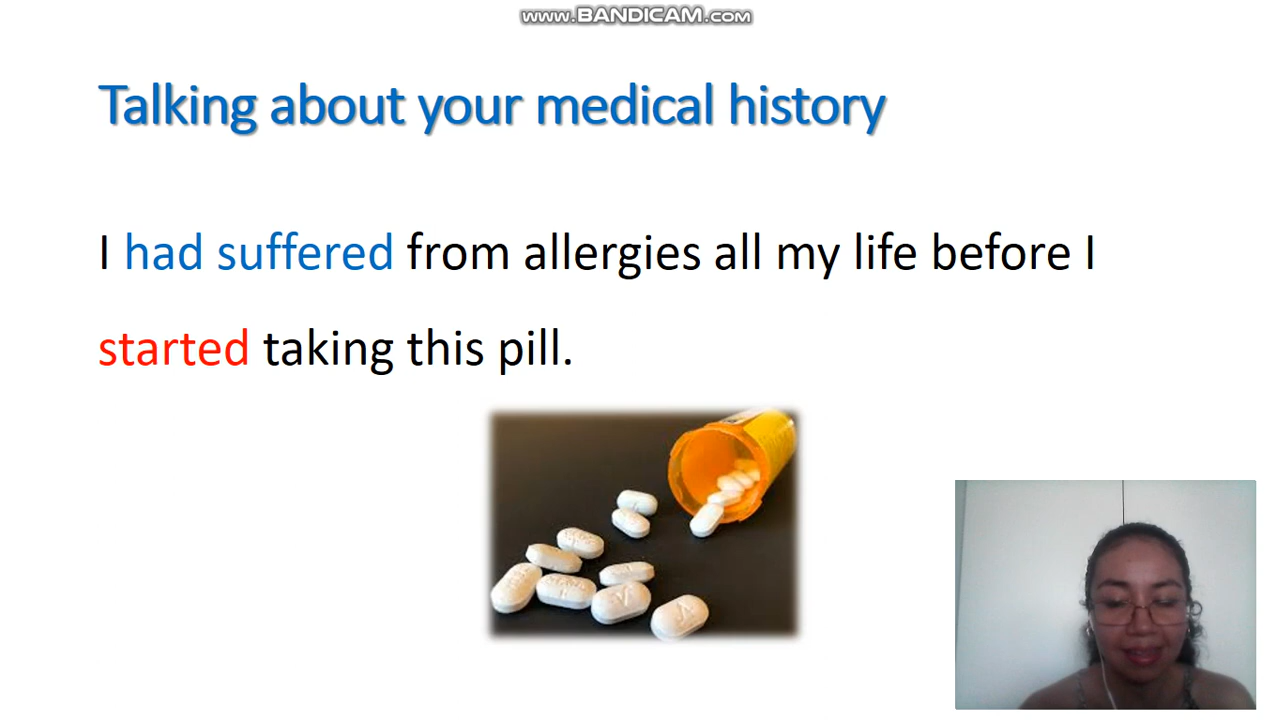 www.BANDICAM.com
Talking about your medical history
I had suffered from allergies all my life before I
started taking this pill.